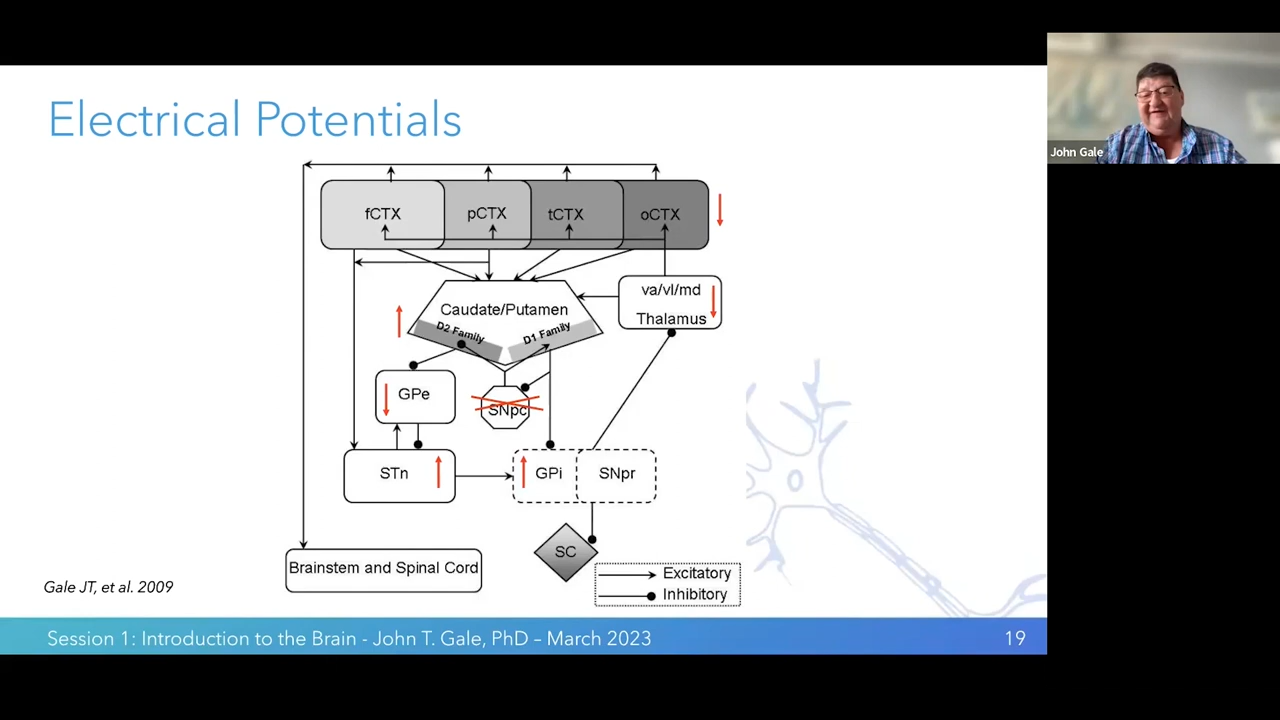 Electrical Potentials
fCTX
pCTX
tCTX
oCTX
va/vl/md
Thalamus
Caudate/Putamen
D2 Family
D1 Family
GPe
SNpc
STn
GPi
SNpr
SC
Brainstem and Spinal Cord
Excitatory
Inhibitory
Gale JT, et al. 2009
Session 1: Introduction to the Brain - John T. Gale, PhD – March 2023
19
John Gale